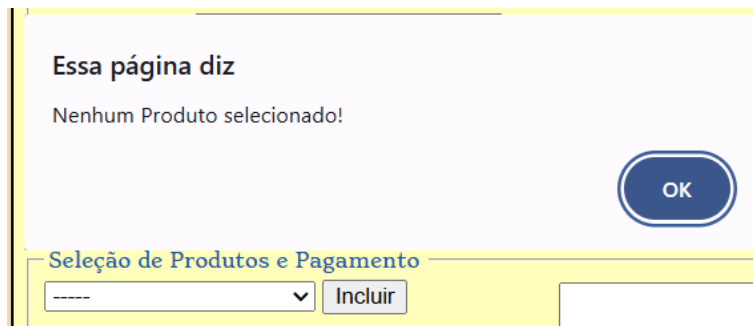 Essa página diz
Nenhum Produto selecionado!
OK
Seleção de Produtos e Pagamento
-----
Incluir